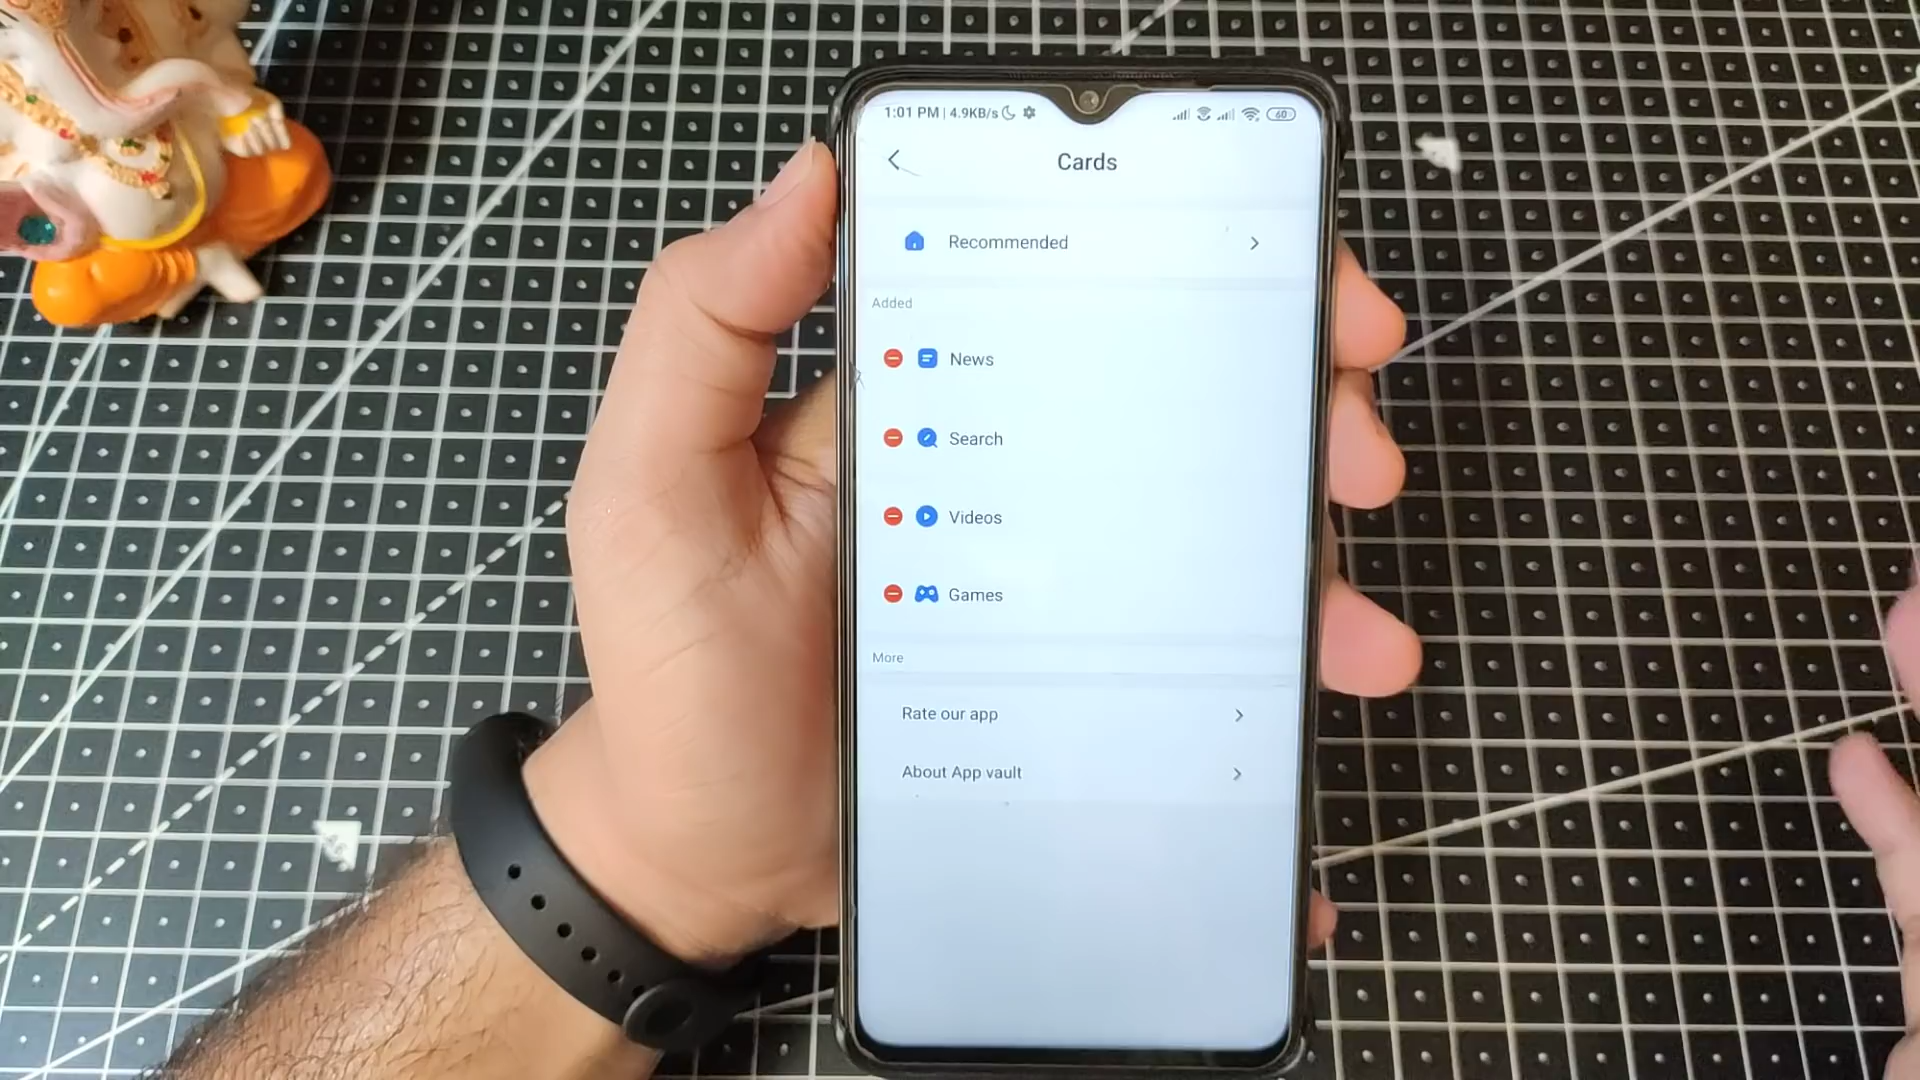 1:01 PM | 4.9KB/s
60
Cards
Recommended
Added
News
Search
Videos
Games
More
Rate our app
About App vault